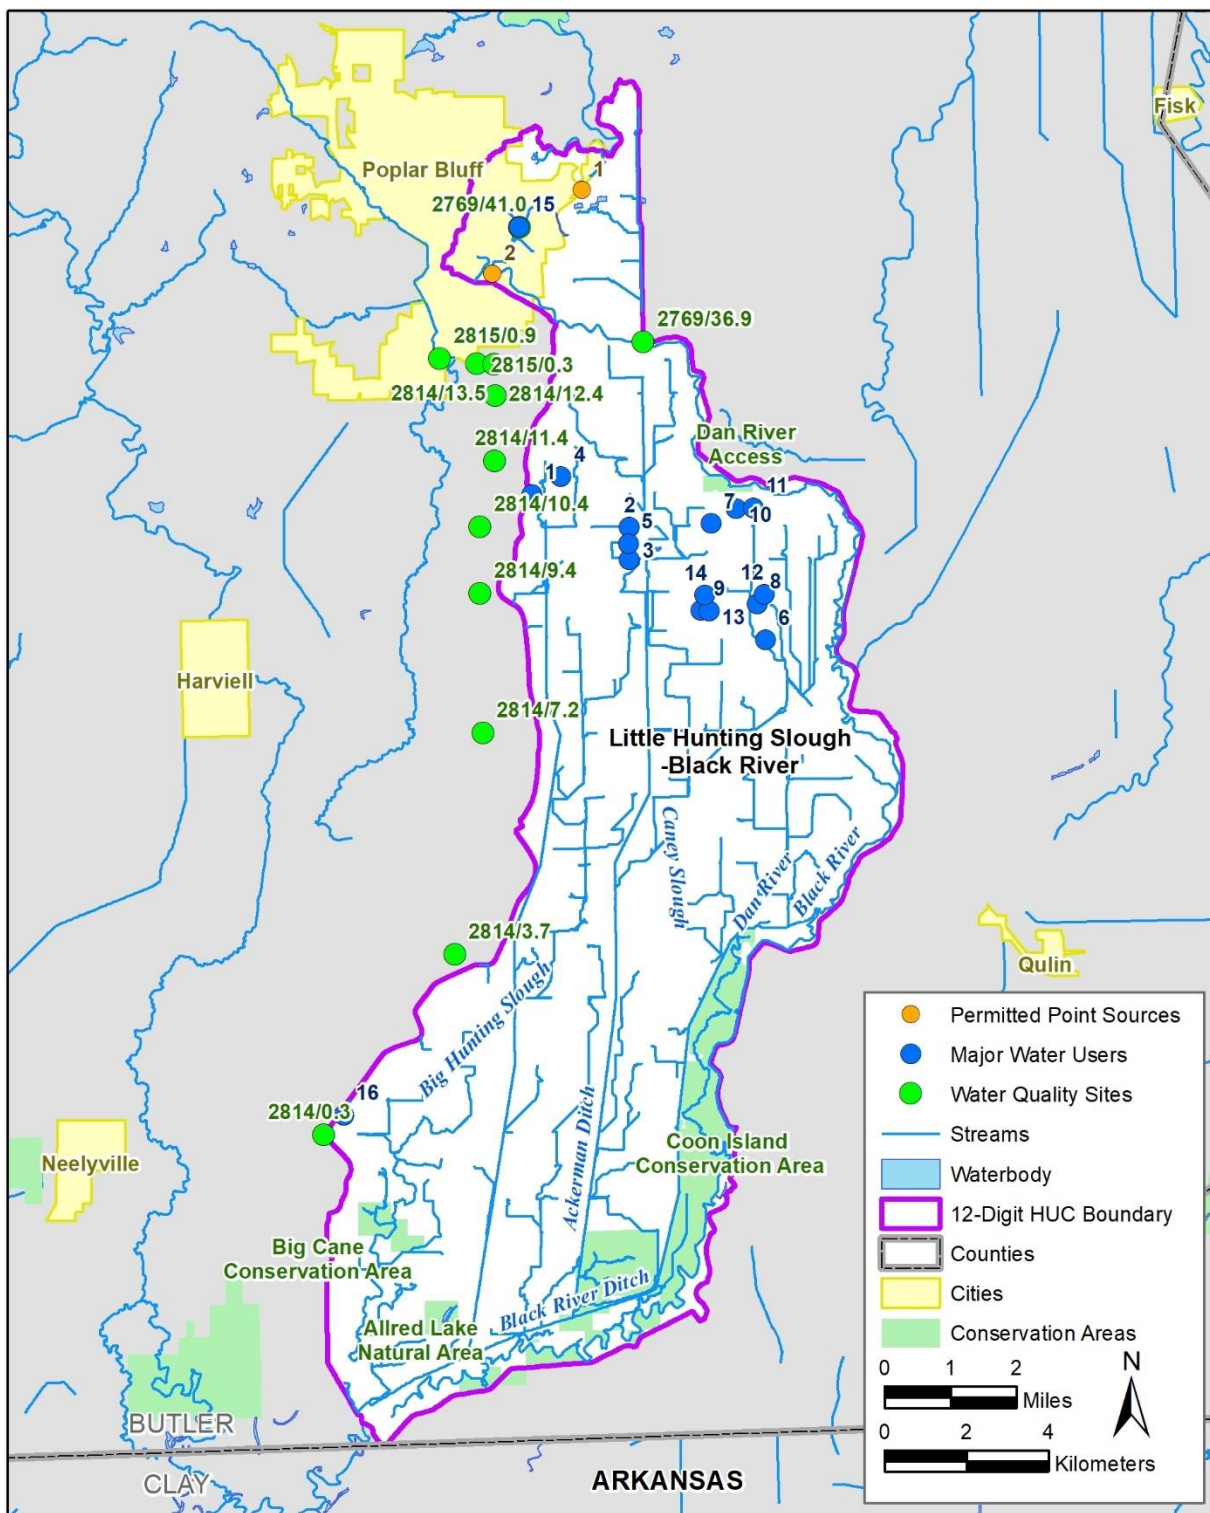 Fisk
Poplar Bluff
1
2769/41.0
15
2
2769/36.9
2815/0.9
2815/0.3
2814/13.5
2814/12.4
Dan River
Access
2814/11.4
4
1
11
7
10
2814/10.4
2
5
3
2814/9.4
14
9
12
8
13
6
Harviell
2814/7.2
Little Hunting Slough
-Black River
Caney Slough
Dan River
Black River
2814/3.7
Qulin
Big Hunting Slough
16
2814/0.3
Ackerman Ditch
Coon Island
Conservation Area
Neelyville
Big Cane
Conservation Area
Black River Ditch
Allred Lake
Natural Area
BUTLER
CLAY
ARKANSAS
Permitted Point Sources
Major Water Users
Water Quality Sites
Streams
Waterbody
12-Digit HUC Boundary
Counties
Cities
Conservation Areas
0 1 2
Miles
N
0 2 4
Kilometers